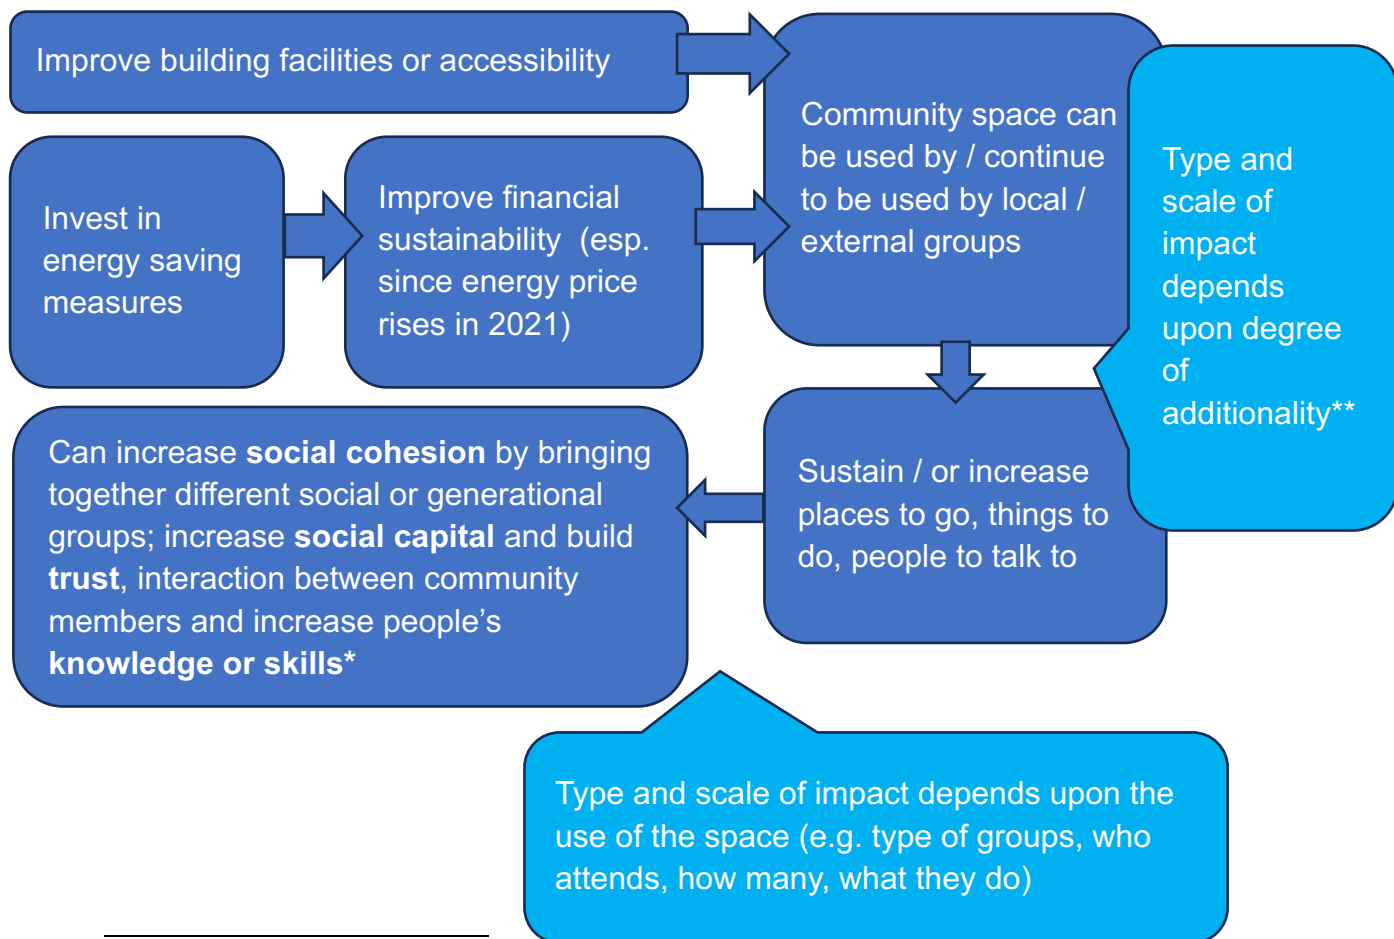 Improve building facilities or accessibility
Invest in
energy saving
measures
Improve financial
sustainability  (esp.
since energy price
rises in 2021)
Community space can
be used by / continue
to be used by local /
external groups
Type and
scale of
impact
depends
upon degree
of
additionality**
Sustain / or increase
places to go, things to
do, people to talk to
Can increase social cohesion by bringing
together different social or generational
groups; increase social capital and build
trust, interaction between community
members and increase people’s
knowledge or skills*
Type and scale of impact depends upon the
use of the space (e.g. type of groups, who
attends, how many, what they do)